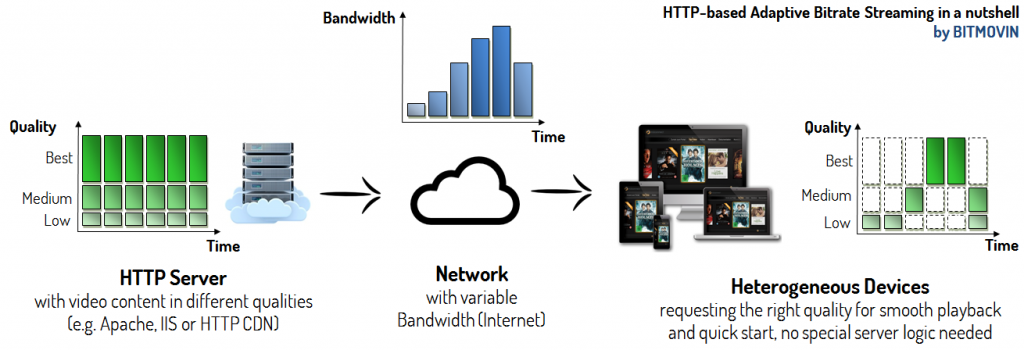 HTTP-based Adaptive Bitrate Streaming in a nutshell
by BITMOVIN
Bandwidth
Time
Quality
Best
Medium
Low
Time
Quality
Best
Medium
Low
Time
HTTP Server
with video content in different qualities
(e.g. Apache, IIS or HTTP CDN)
Network
with variable
Bandwidth (Internet)
Heterogeneous Devices
requesting the right quality for smooth playback
and quick start, no special server logic needed